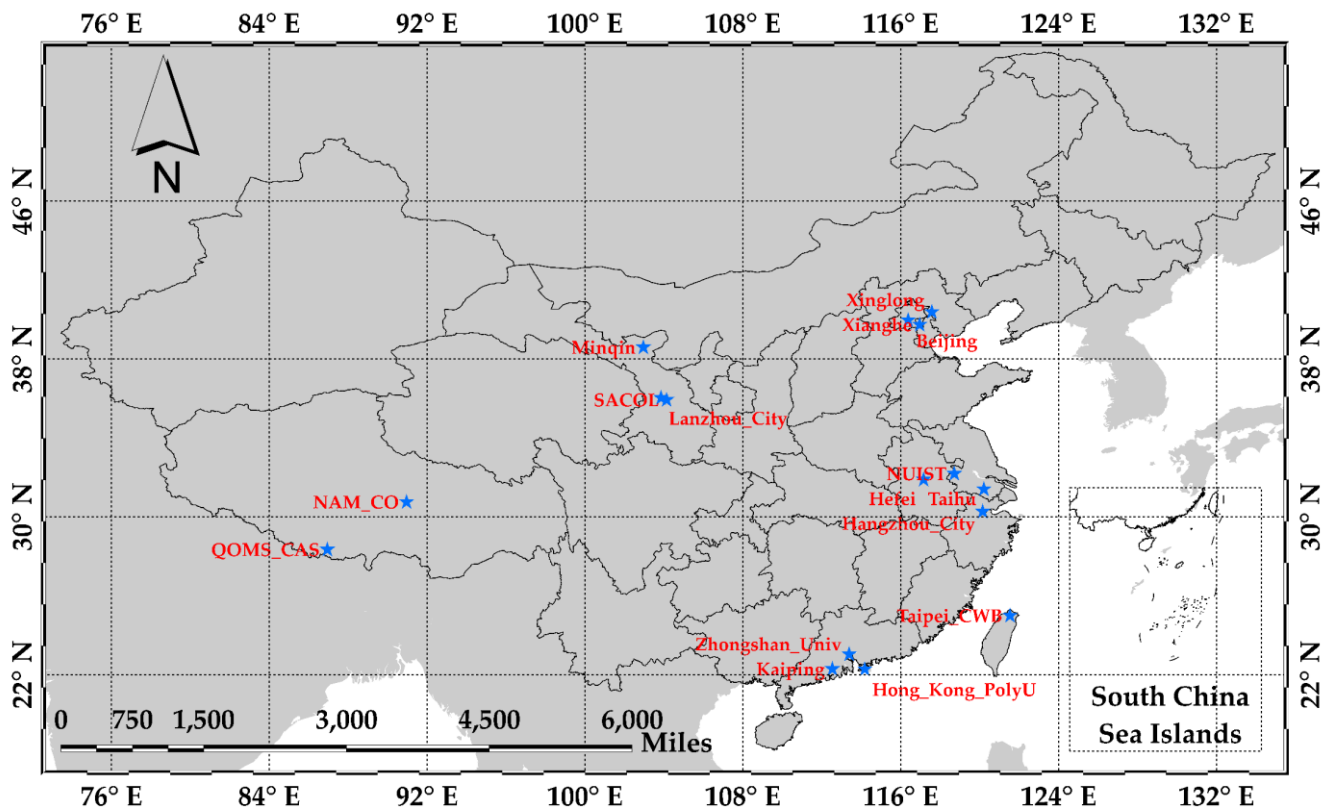 76° E 84° E 92° E 100° E 108° E 116° E 124° E 132° E
N
46° N 46° N
Xinglong
Xianghe
Beijing
Minqin
38° N 38° N
SACOL
Lanzhou_City
NUIST
Hefei Taihu
NAM_CO
Hangzhou_City
30° N 30° N
QOMS_CAS
Taipei_CWB
Zhongshan_Univ
Kaiping
Hong_Kong_PolyU
22° N 22° N
South China
Sea Islands
0 750 1,500 3,000 4,500 6,000
Miles
76° E 84° E 92° E 100° E 108° E 116° E 124° E 132° E